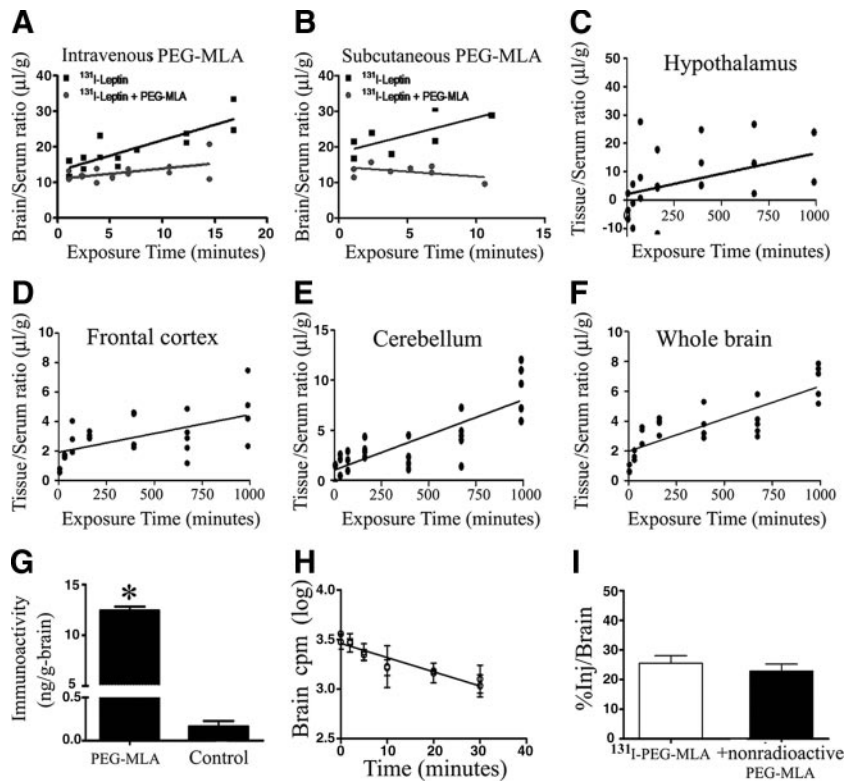 A
Intravenous PEG-MLA
Brain/Serum ratio (µl/g)
40
30
20
10
0
131I-Leptin
131I-Leptin + PEG-MLA
0 5 10 15 20
Exposure Time (minutes)
B
Subcutaneous PEG-MLA
Brain/Serum ratio (µl/g)
40
30
20
10
0
131I-Leptin
131I-Leptin + PEG-MLA
0 5 10 15
Exposure Time (minutes)
C
Hypothalamus
Tissue/Serum ratio (µl/g)
50
40
30
20
10
0
-10
250 500 750 1000
Exposure Time (minutes)
D
Frontal cortex
Tissue/Serum ratio (µl/g)
10
8
6
4
2
0
0 250 500 750 1000
Exposure Time (minutes)
E
Cerebellum
Tissue/Serum ratio (µl/g)
15
10
5
0
0 250 500 750 1000
Exposure Time (minutes)
F
Whole brain
Tissue/Serum ratio (µl/g)
10
8
6
4
2
0
0 250 500 750 1000
Exposure Time (minutes)
G
Immunoactivity
(ng/g-brain)
15
10
5
0.5
0.0
*
PEG-MLA Control
H
Brain cpm (log)
4.0
3.5
3.0
2.5
0 10 20 30 40
Time (minutes)
I
%Inj/Brain
50
40
30
20
10
0
131I-PEG-MLA +nonradioactive
PEG-MLA